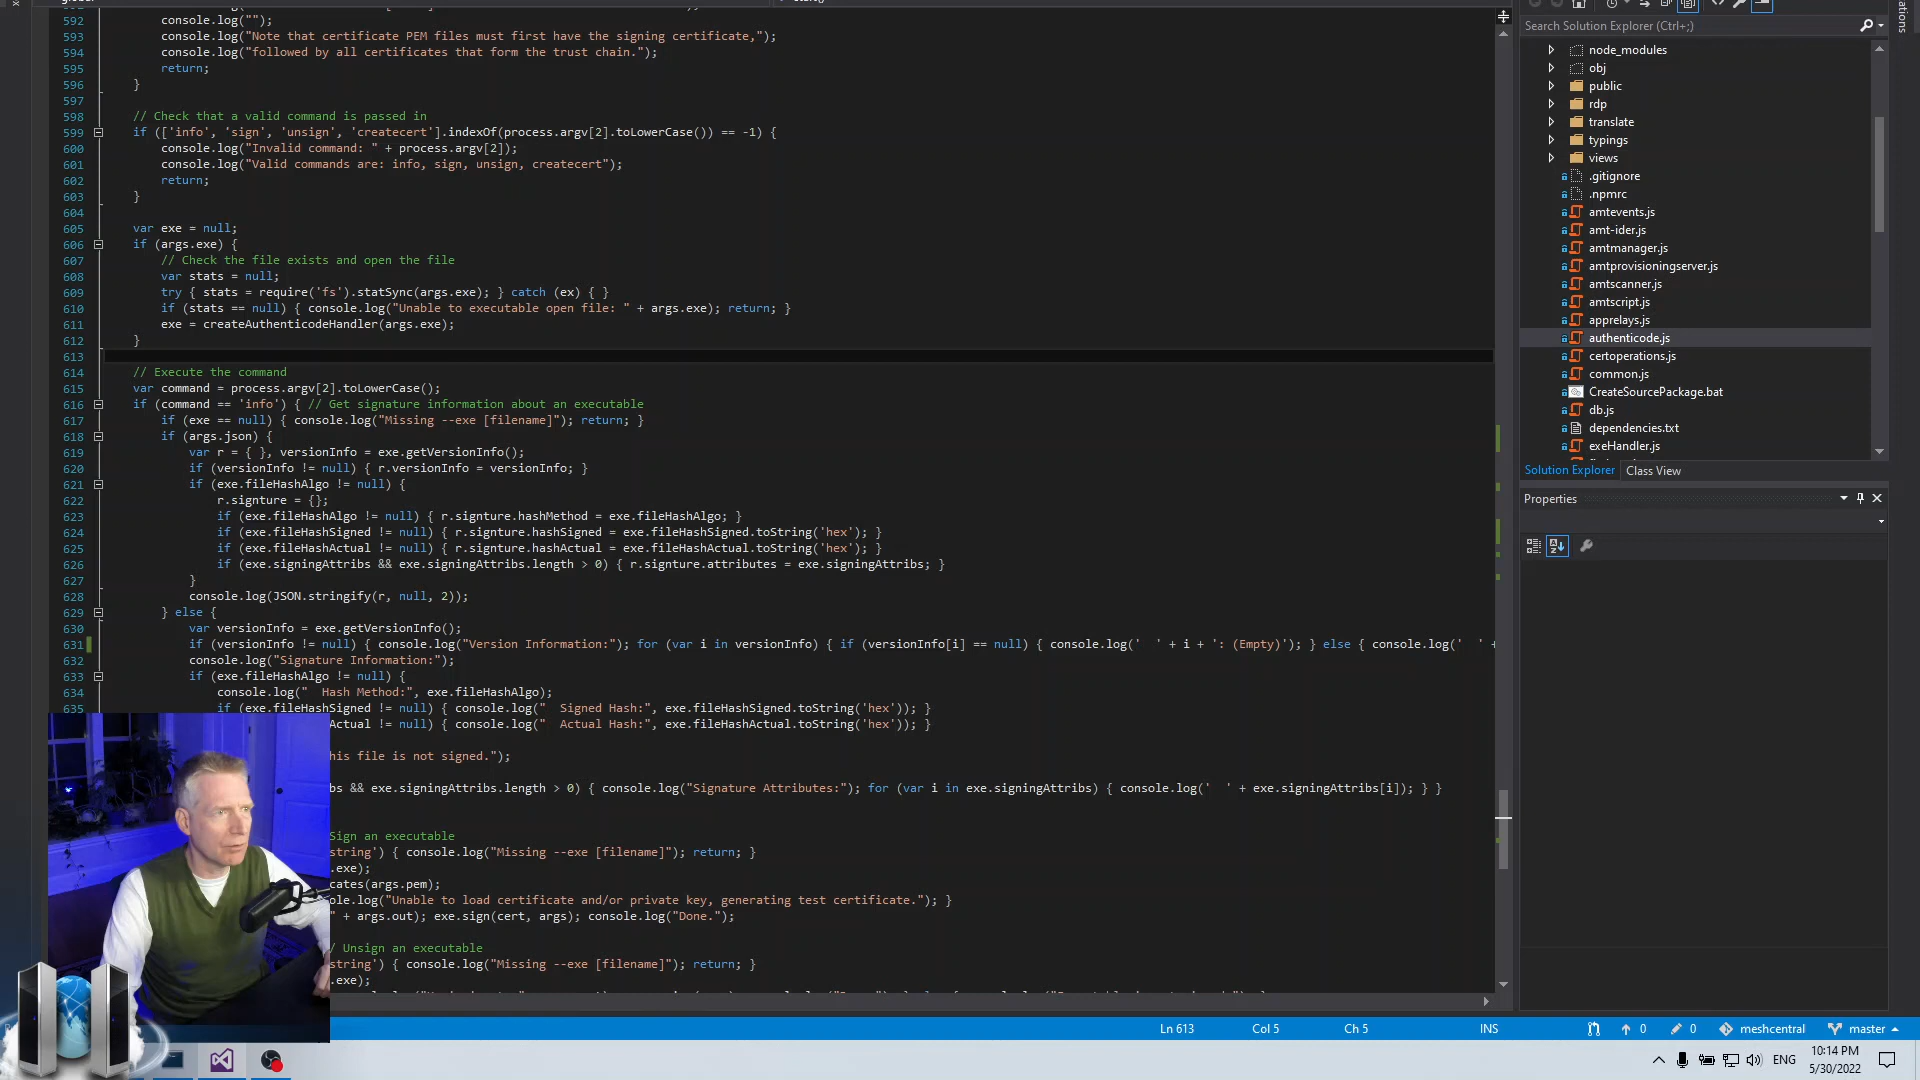 592
console.log("");
593
console.log("Note that certificate PEM files must first have the signing certificate,");
594
console.log("followed by all certificates that form the trust chain.");
595
return;
596
}
597
598
// Check that a valid command is passed in
599
if (['info', 'sign', 'unsign', 'createcert'].indexOf(process.argv[2].toLowerCase()) == -1) {
600
console.log("Invalid command: " + process.argv[2]);
601
console.log("Valid commands are: info, sign, unsign, createcert");
602
return;
603
}
604
605
var exe = null;
606
if (args.exe) {
607
// Check the file exists and open the file
608
var stats = null;
609
try { stats = require('fs').statSync(args.exe); } catch (ex) { }
610
if (stats == null) { console.log("Unable to executable open file: " + args.exe); return; }
611
exe = createAuthenticodeHandler(args.exe);
612
}
613
614
// Execute the command
615
var command = process.argv[2].toLowerCase();
616
if (command == 'info') { // Get signature information about an executable
617
if (exe == null) { console.log("Missing --exe [filename]"); return; }
618
if (args.json) {
619
var r = { }, versionInfo = exe.getVersionInfo();
620
if (versionInfo != null) { r.versionInfo = versionInfo; }
621
if (exe.fileHashAlgo != null) {
622
r.signture = {};
623
if (exe.fileHashAlgo != null) { r.signture.hashMethod = exe.fileHashAlgo; }
624
if (exe.fileHashSigned != null) { r.signture.hashSigned = exe.fileHashSigned.toString('hex'); }
625
if (exe.fileHashActual != null) { r.signture.hashActual = exe.fileHashActual.toString('hex'); }
626
if (exe.signingAttribs && exe.signingAttribs.length > 0) { r.signture.attributes = exe.signingAttribs; }
627
}
628
console.log(JSON.stringify(r, null, 2));
629
} else {
630
var versionInfo = exe.getVersionInfo();
631
if (versionInfo != null) { console.log("Version Information:"); for (var i in versionInfo) { if (versionInfo[i] == null) { console.log('  ' + i + ': (Empty)'); } else { console.log('  ' +
632
console.log("Signature Information:");
633
if (exe.fileHashAlgo != null) {
634
console.log("  Hash Method:", exe.fileHashAlgo);
635
if (exe.fileHashSigned != null) { console.log("  Signed Hash:", exe.fileHashSigned.toString('hex')); }
Actual != null) { console.log("  Actual Hash:", exe.fileHashActual.toString('hex')); }
his file is not signed.");
bs && exe.signingAttribs.length > 0) { console.log("Signature Attributes:"); for (var i in exe.signingAttribs) { console.log('  ' + exe.signingAttribs[i]); } }
Sign an executable
string') { console.log("Missing --exe [filename]"); return; }
.exe);
cates(args.pem);
ole.log("Unable to load certificate and/or private key, generating test certificate."); }
" + args.out); exe.sign(cert, args); console.log("Done.");
/ Unsign an executable
string') { console.log("Missing --exe [filename]"); return; }
.exe);
Search Solution Explorer (Ctrl+;)
node_modules
obj
public
rdp
translate
typings
views
.gitignore
.npmrc
amtevents.js
amt-ider.js
amtmanager.js
amtprovisioningserver.js
amtscanner.js
amtscript.js
apprelays.js
authenticode.js
certoperations.js
common.js
CreateSourcePackage.bat
db.js
dependencies.txt
exeHandler.js
Solution Explorer
Class View
Properties
Ln 613
Col 5
Ch 5
INS
0
0
meshcentral
master
ENG
10:14 PM
5/30/2022